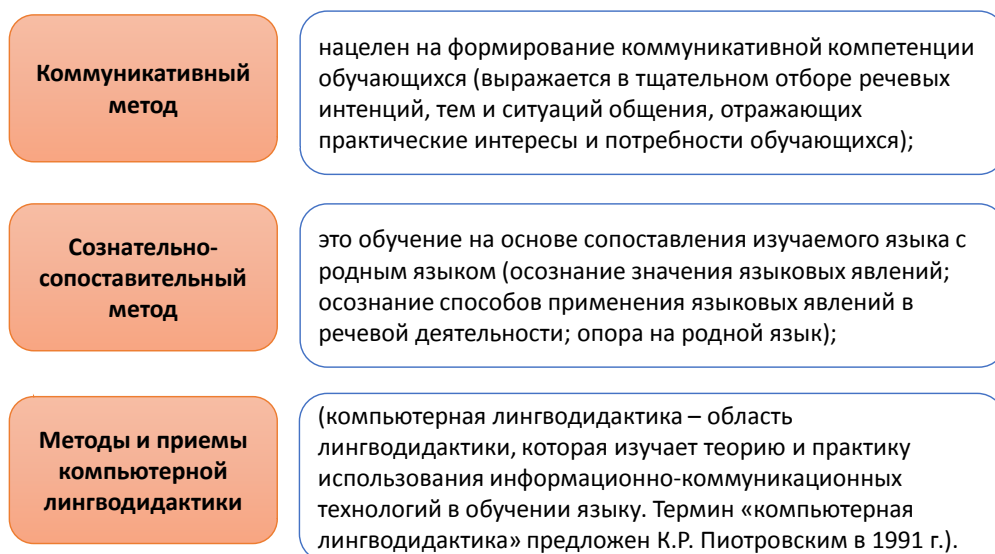 Коммуникативный
метод
нацелен на формирование коммуникативной компетенции
обучающихся (выражается в тщательном отборе речевых
интенций, тем и ситуаций общения, отражающих
практические интересы и потребности обучающихся);
Сознательно-
сопоставительный
метод
это обучение на основе сопоставления изучаемого языка с
родным языком (осознание значения языковых явлений;
осознание способов применения языковых явлений в
речевой деятельности; опора на родной язык);
Методы и приемы
компьютерной
лингводидактики
(компьютерная лингводидактика – область
лингводидактики, которая изучает теорию и практику
использования информационно-коммуникационных
технологий в обучении языку. Термин «компьютерная
лингводидактика» предложен К.Р. Пиотровским в 1991 г.).